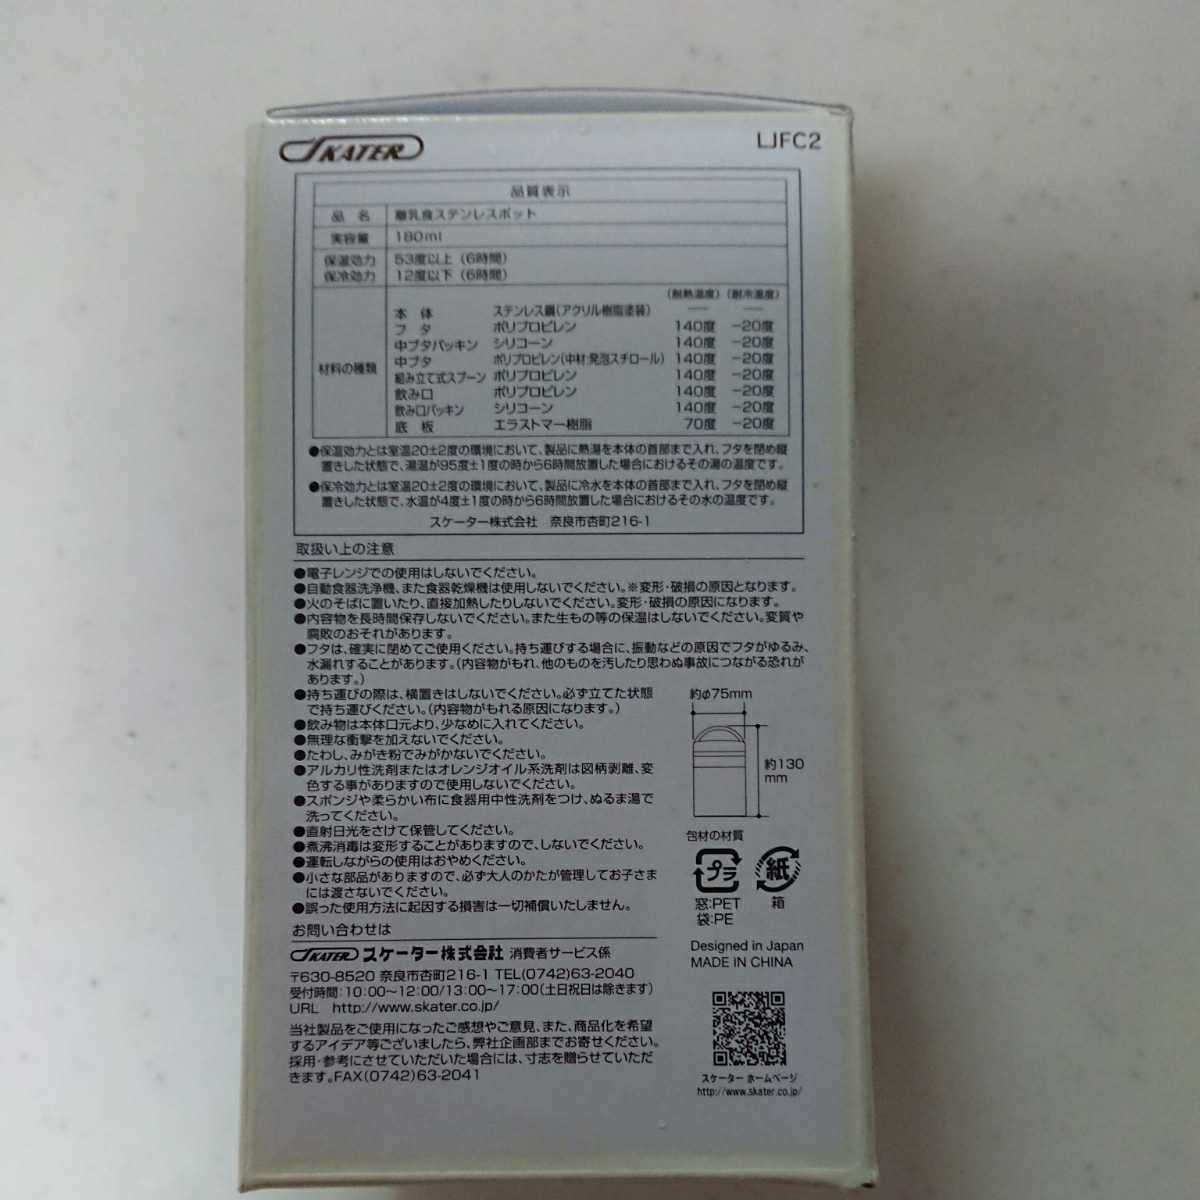 SKATER
LJFC2
品質表示
品 名 離乳食ステンレスポット
実容量 180ml
保温効力 53度以上(6時間)
保冷効力 12度以下(6時間)
(耐熱温度) (耐冷温度)
材料の種類
本 体 ステンレス鋼(アクリル樹脂塗装) ── ──
フ タ ポリプロピレン 140度 −20度
中ブタパッキン シリコーン 140度 −20度
中ブタ ポリプロピレン(中材:発泡スチロール) 140度 −20度
組み立て式スプーン ポリプロピレン 140度 −20度
飲み口 ポリプロピレン 140度 −20度
飲み口パッキン シリコーン 140度 −20度
底 板 エラストマー樹脂 70度 −20度
●保温効力とは室温20±2度の環境において、製品に熱湯を本体の首部まで入れ、フタを閉め縦
置きした状態で、湯温が95度±1度の時から6時間放置した場合におけるその湯の温度です。
●保冷効力とは室温20±2度の環境において、製品に冷水を本体の首部まで入れ、フタを閉め縦
置きした状態で、水温が4度±1度の時から6時間放置した場合におけるその水の温度です。
スケーター株式会社 奈良市杏町216-1
取扱い上の注意
●電子レンジでの使用はしないでください。
●自動食器洗浄機、また食器乾燥機は使用しないでください。※変形・破損の原因となります。
●火のそばに置いたり、直接加熱したりしないでください。変形・破損の原因になります。
●内容物を長時間保存しないでください。また生もの等の保温はしないでください。変質や
腐敗のおそれがあります。
●フタは、確実に閉めてご使用ください。持ち運びする場合に、振動などの原因でフタがゆるみ、
水漏れすることがあります。(内容物がもれ、他のものを汚したり思わぬ事故につながる恐れが
あります。)
●持ち運びの際は、横置きはしないでください。必ず立てた状態
で持ち運びください。(内容物がもれる原因になります。)
●飲み物は本体口元より、少なめに入れてください。
●無理な衝撃を加えないでください。
●たわし、みがき粉でみがかないでください。
●アルカリ性洗剤またはオレンジオイル系洗剤は図柄剥離、変
色する事がありますので使用しないでください。
●スポンジや柔らかい布に食器用中性洗剤をつけ、ぬるま湯で
洗ってください。
●直射日光をさけて保管してください。
●煮沸消毒は変形することがありますので、しないでください。
●運転しながらの使用はおやめください。
●小さな部品がありますので、必ず大人のかたが管理してお子さま
には渡さないでください。
●誤った使用方法に起因する損害は一切補償いたしません。
約φ75mm
約130
mm
包材の材質
プラ
紙
窓:PET
袋:PE
箱
Designed in Japan
MADE IN CHINA
お問い合わせは
SKATER スケーター株式会社 消費者サービス係
〒630-8520 奈良市杏町216-1 TEL(0742)63-2040
受付時間:10:00〜12:00/13:00〜17:00(土日祝日は除きます)
URL http://www.skater.co.jp/
当社製品をご使用になったご感想やご意見、また、商品化を希望
するアイデア等ございましたら、弊社企画部までお寄せください。
採用・参考にさせていただいた場合には、寸志を贈らせていただ
きます。FAX(0742)63-2041
スケーター ホームページ
http://www.skater.co.jp/